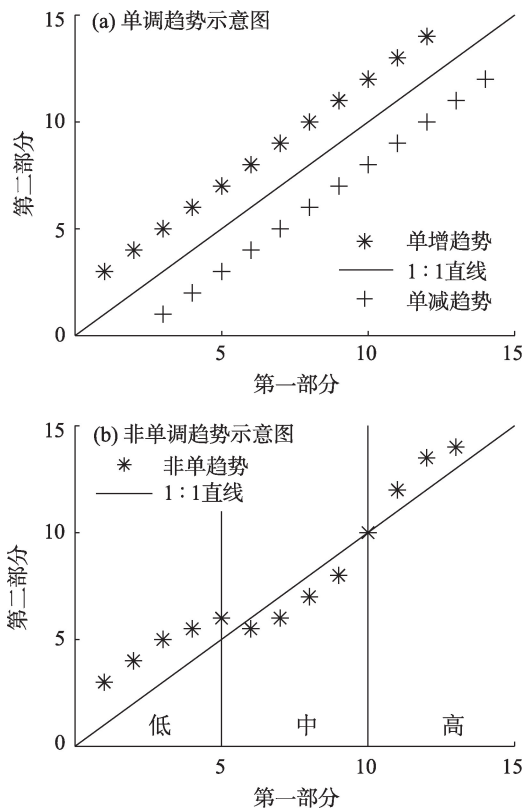 (a) 单调趋势示意图
15
10
5
0
第二部分
单增趋势
1：1直线
单减趋势
5
10
15
第一部分
(b) 非单调趋势示意图
非单趋势
1：1直线
15
10
5
0
第二部分
低
中
高
5
10
15
第一部分